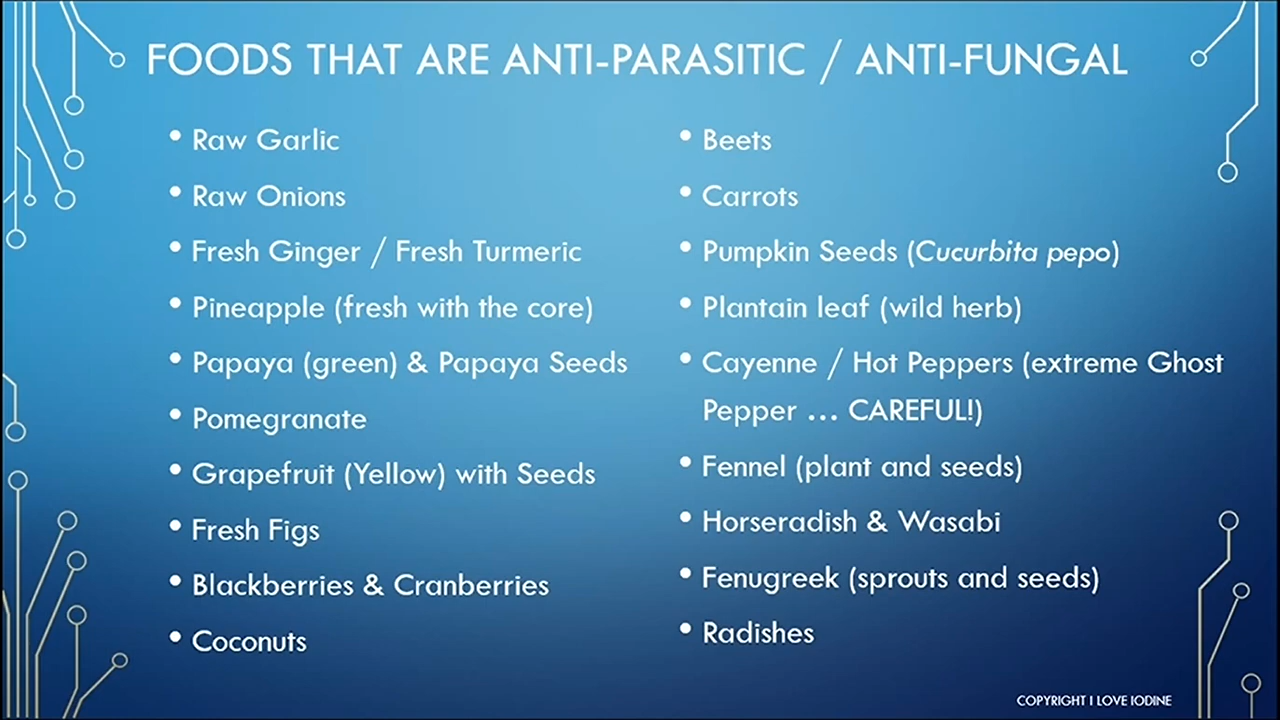 FOODS THAT ARE ANTI-PARASITIC / ANTI-FUNGAL
• Raw Garlic
• Raw Onions
• Fresh Ginger / Fresh Turmeric
• Pineapple (fresh with the core)
• Papaya (green) & Papaya Seeds
• Pomegranate
• Grapefruit (Yellow) with Seeds
• Fresh Figs
• Blackberries & Cranberries
• Coconuts
• Beets
• Carrots
• Pumpkin Seeds (Cucurbita pepo)
• Plantain leaf (wild herb)
• Cayenne / Hot Peppers (extreme Ghost
Pepper ... CAREFUL!)
• Fennel (plant and seeds)
• Horseradish & Wasabi
• Fenugreek (sprouts and seeds)
• Radishes
COPYRIGHT I LOVE IODINE